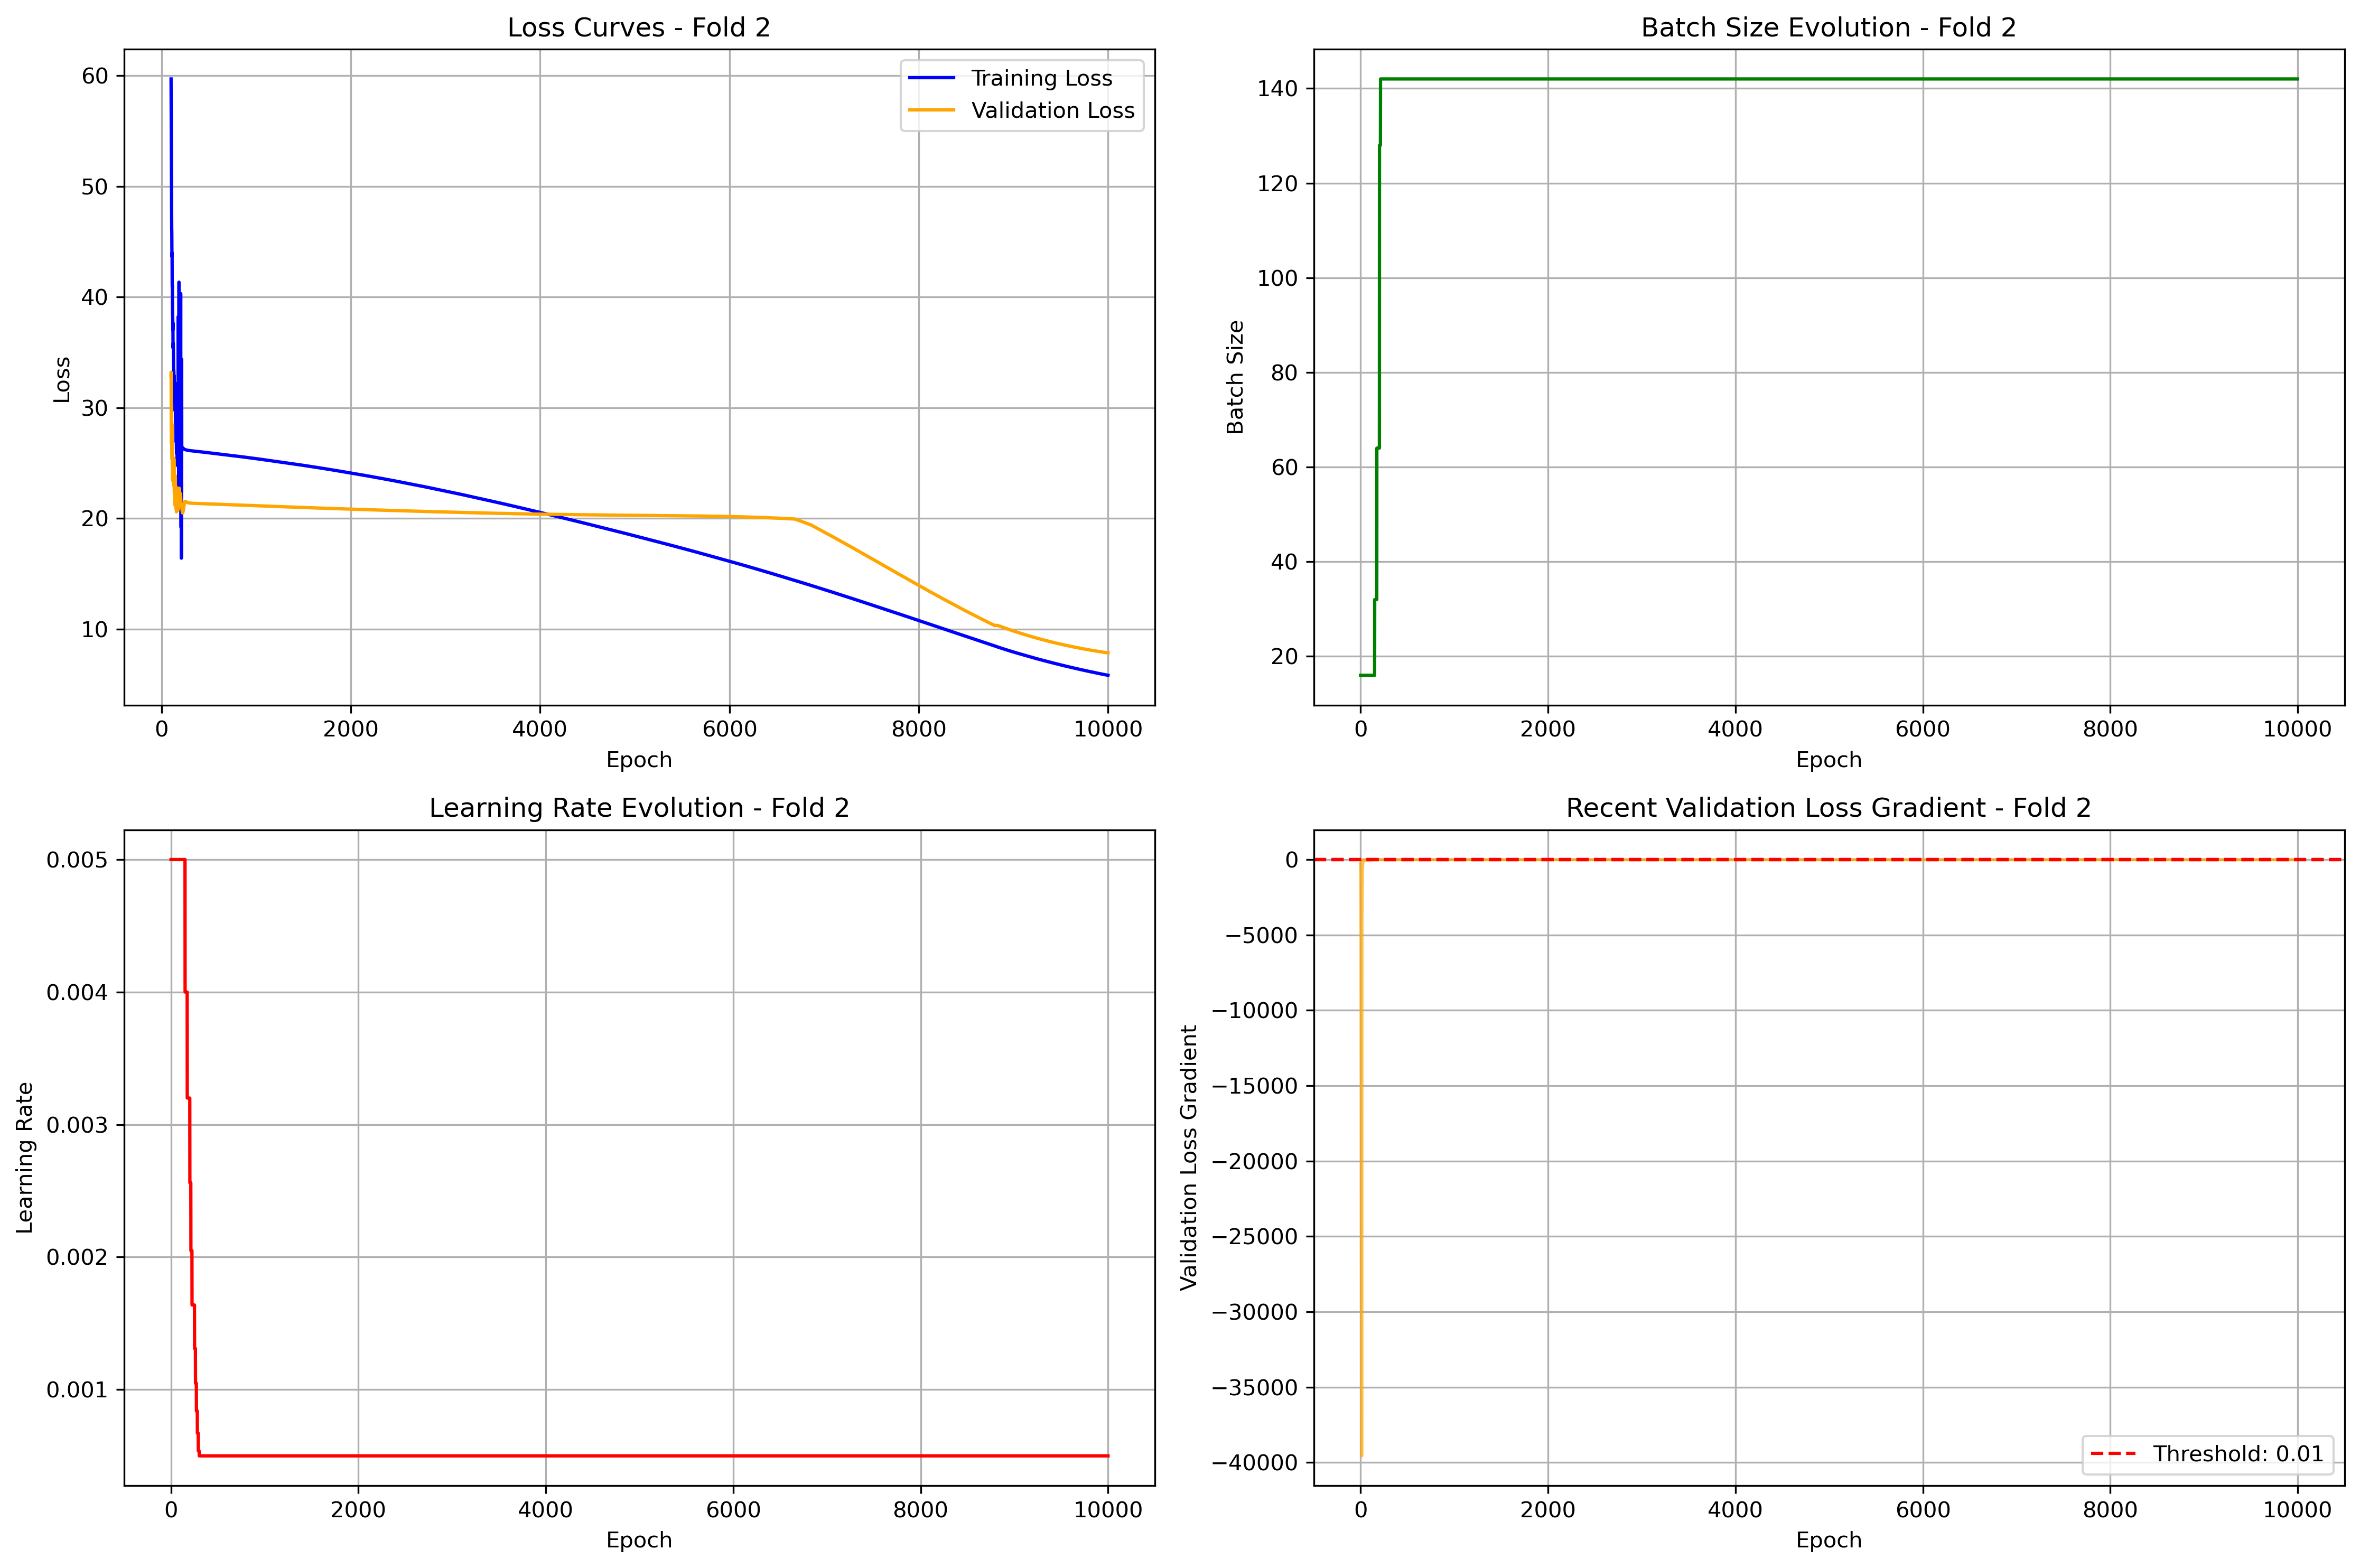 Loss Curves - Fold 2
60
50
40
30
20
10
Loss
Training Loss
Validation Loss
0 2000 4000 6000 8000 10000
Epoch
Batch Size Evolution - Fold 2
140
120
100
80
60
40
20
Batch Size
0 2000 4000 6000 8000 10000
Epoch
Learning Rate Evolution - Fold 2
0.005
0.004
0.003
0.002
0.001
Learning Rate
0 2000 4000 6000 8000 10000
Epoch
Recent Validation Loss Gradient - Fold 2
0
−5000
−10000
−15000
−20000
−25000
−30000
−35000
−40000
Validation Loss Gradient
Threshold: 0.01
0 2000 4000 6000 8000 10000
Epoch